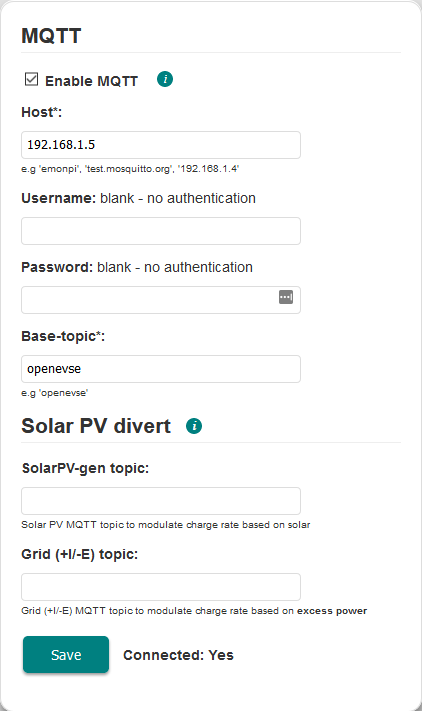 MQTT
Enable MQTT i
Host*:
192.168.1.5
e.g 'emonpi', 'test.mosquitto.org', '192.168.1.4'
Username: blank - no authentication
Password: blank - no authentication
Base-topic*:
openevse
e.g 'openevse'
Solar PV divert i
SolarPV-gen topic:
Solar PV MQTT topic to modulate charge rate based on solar
Grid (+I/-E) topic:
Grid (+I/-E) MQTT topic to modulate charge rate based on excess power
Save Connected: Yes